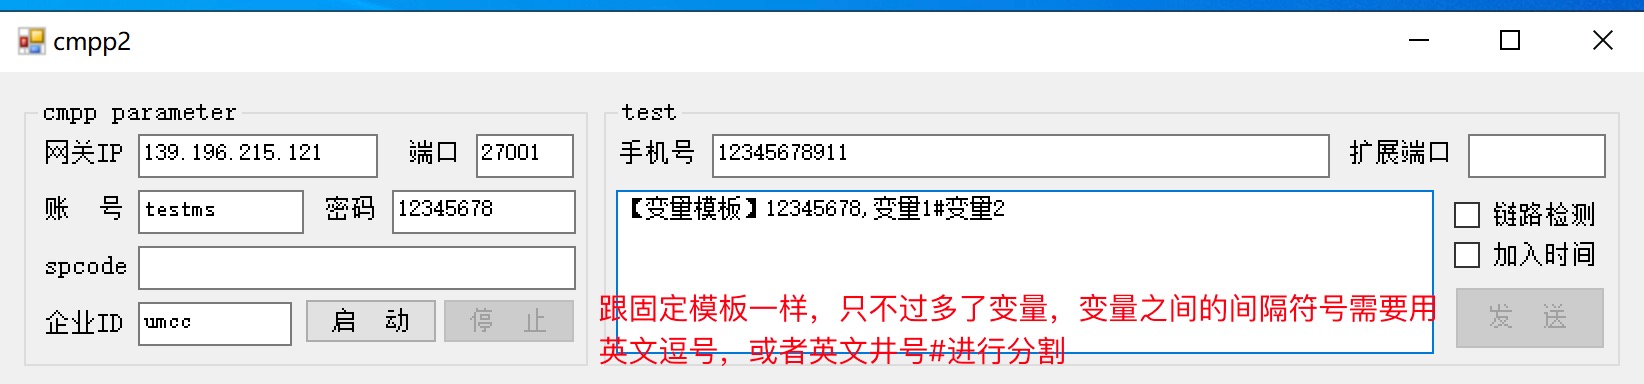 cmpp2
cmpp parameter
网关IP 139.196.215.121 端口 27001
账 号 testms 密码 12345678
spcode
企业ID umcc 启 动 停 止
test
手机号 12345678911 扩展端口
【变量模板】12345678,变量1#变量2
链路检测
加入时间
发 送
跟固定模板一样，只不过多了变量，变量之间的间隔符号需要用
英文逗号，或者英文井号#进行分割